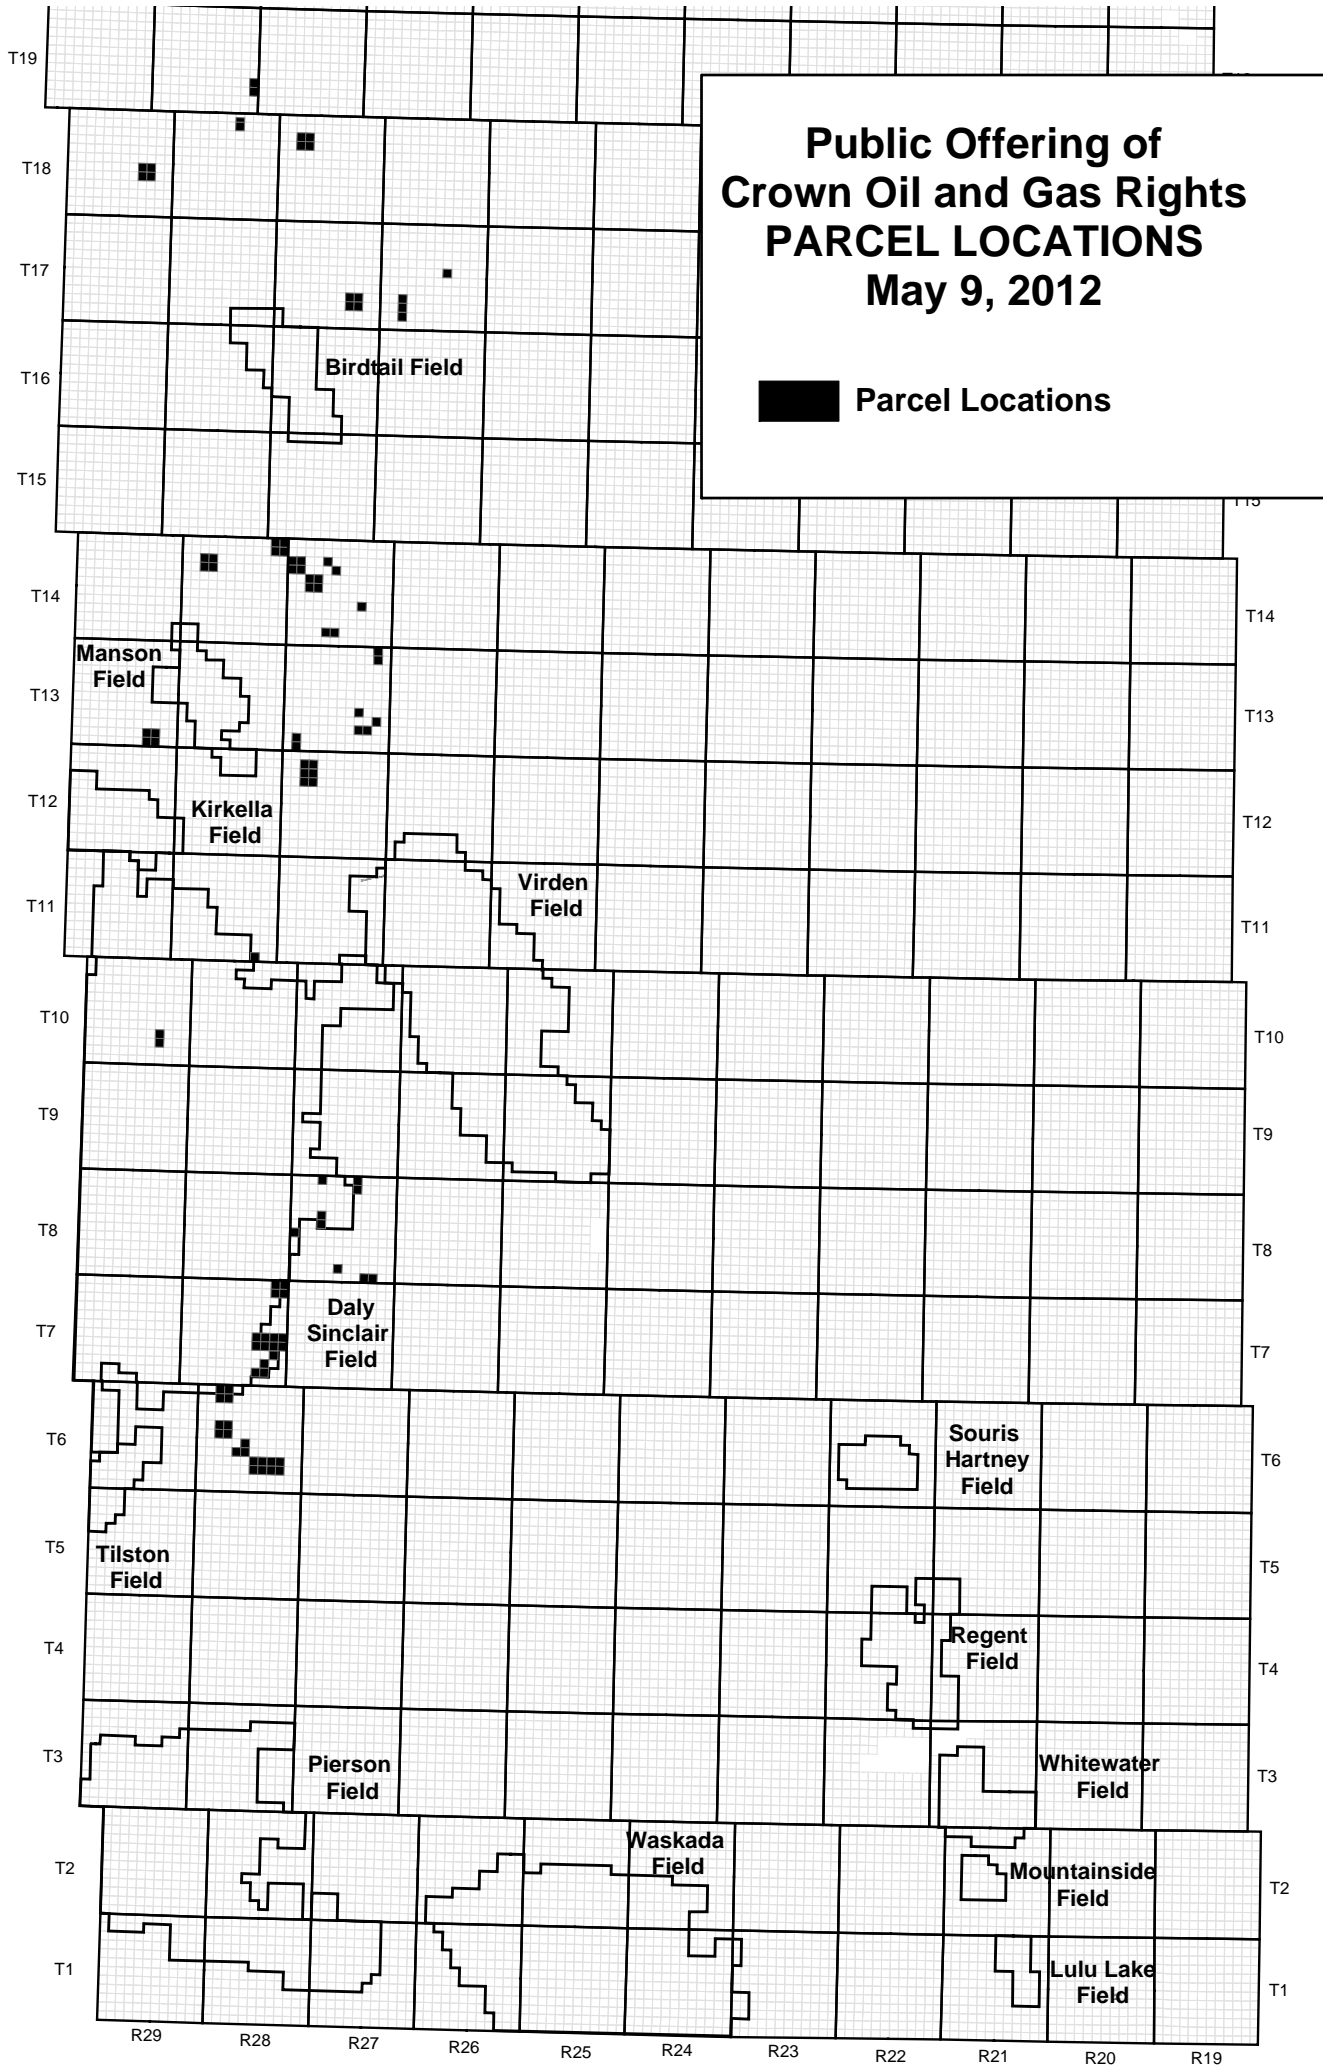 T19
Public Offering of
Crown Oil and Gas Rights
PARCEL LOCATIONS
May 9, 2012
T18
T17
Birdtail Field
T16
Parcel Locations
T15
T15
T14
T14
Manson
Field
T13
T13
Kirkella
Field
T12
T12
Virden
Field
T11
T11
T10
T10
T9
T9
T8
T8
Daly
Sinclair
Field
T7
T7
Souris
Hartney
Field
T6
T6
Tilston
Field
T5
T5
Regent
Field
T4
T4
Pierson
Field
Whitewater
Field
T3
T3
Waskada
Field
Mountainside
Field
T2
T2
Lulu Lake
Field
T1
T1
R29
R28
R27
R26
R25
R24
R23
R22
R21
R20
R19